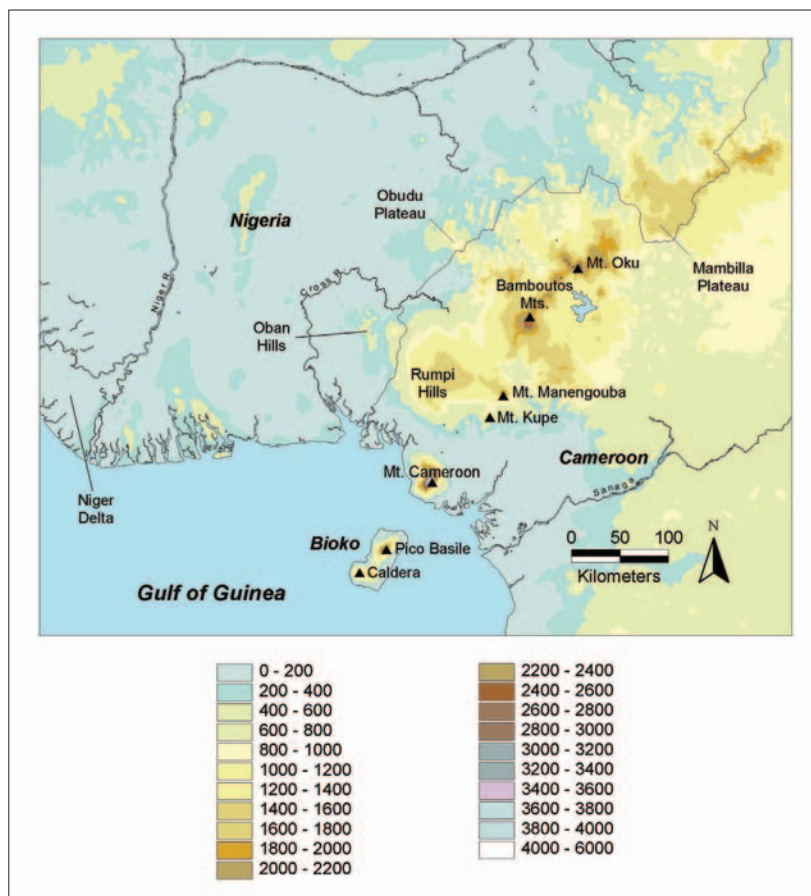 Nigeria
Obudu
Plateau
Mt. Oku
Mambilla
Plateau
Bamboutos
Mts.
Niger R.
Cross R.
Oban
Hills
Rumpi
Hills
Mt. Manengouba
Mt. Kupe
Cameroon
Mt. Cameroon
Sanaga
Niger
Delta
Bioko
Pico Basile
Caldera
Gulf of Guinea
0 50 100
Kilometers
N
0 - 200
200 - 400
400 - 600
600 - 800
800 - 1000
1000 - 1200
1200 - 1400
1400 - 1600
1600 - 1800
1800 - 2000
2000 - 2200
2200 - 2400
2400 - 2600
2600 - 2800
2800 - 3000
3000 - 3200
3200 - 3400
3400 - 3600
3600 - 3800
3800 - 4000
4000 - 6000